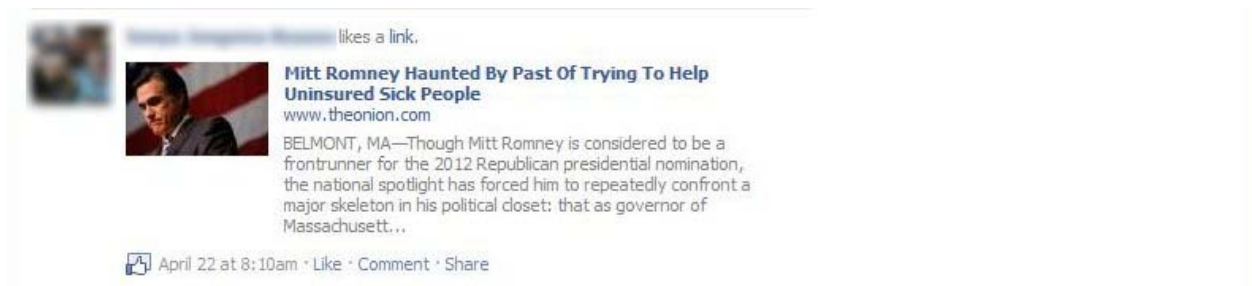 likes a link.
Mitt Romney Haunted By Past Of Trying To Help
Uninsured Sick People
www.theonion.com
BELMONT, MA—Though Mitt Romney is considered to be a
frontrunner for the 2012 Republican presidential nomination,
the national spotlight has forced him to repeatedly confront a
major skeleton in his political closet: that as governor of
Massachusett...
April 22 at 8:10am · Like · Comment · Share